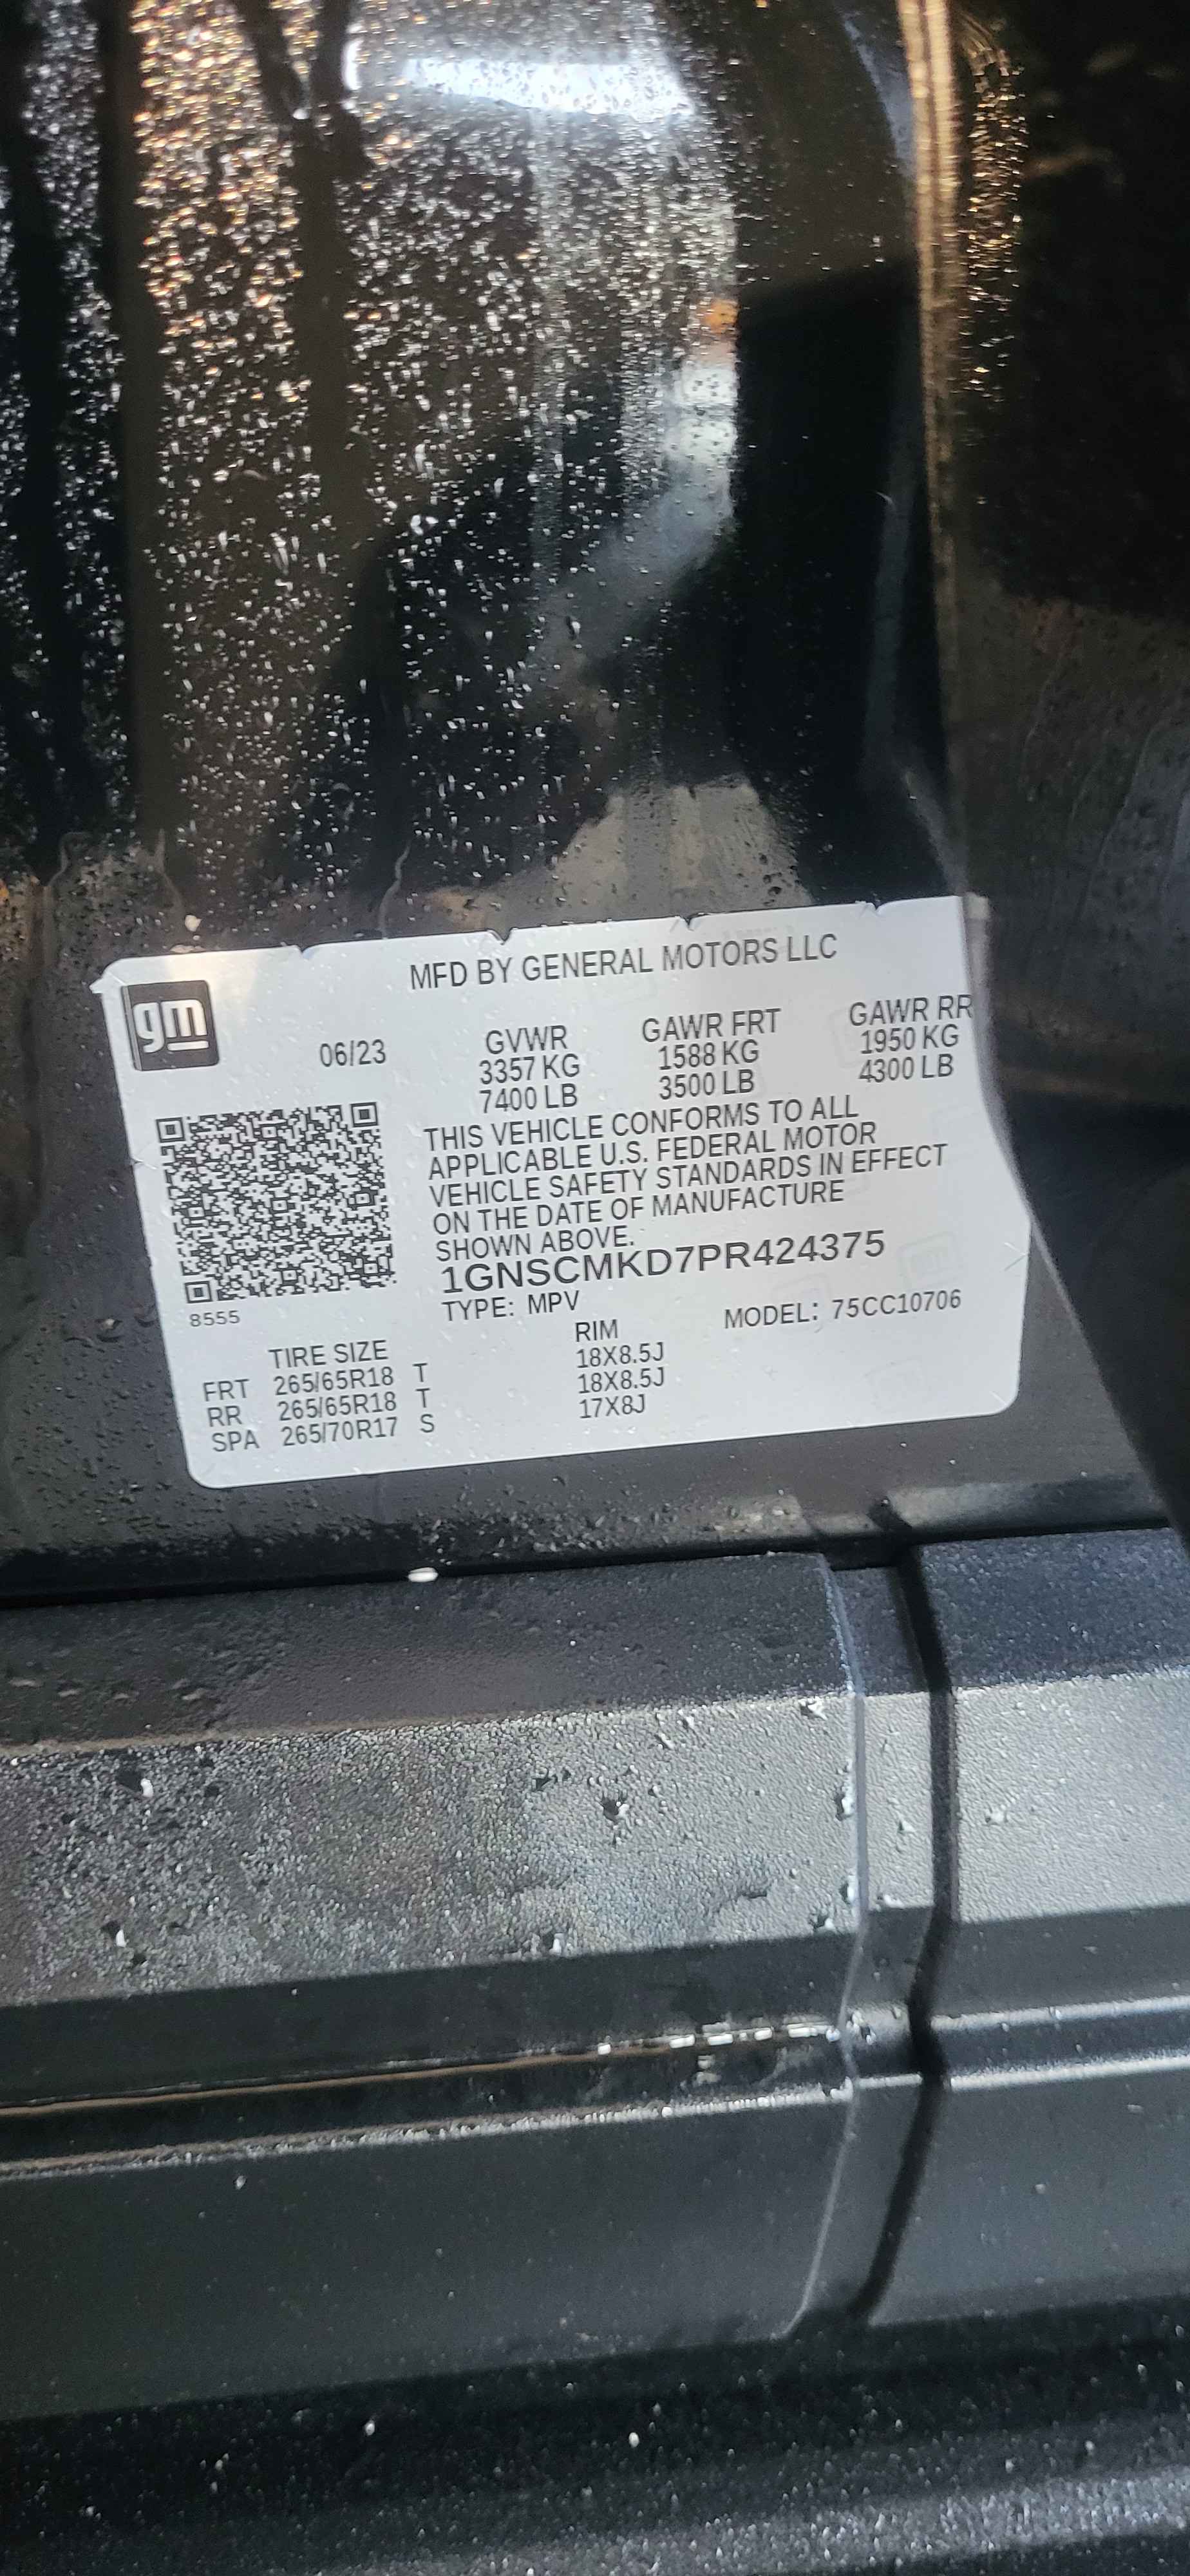 MFD BY GENERAL MOTORS LLC
gm
06/23
GVWR GAWR FRT GAWR RR
3357 KG 1588 KG 1950 KG
7400 LB 3500 LB 4300 LB
THIS VEHICLE CONFORMS TO ALL
APPLICABLE U.S. FEDERAL MOTOR
VEHICLE SAFETY STANDARDS IN EFFECT
ON THE DATE OF MANUFACTURE
SHOWN ABOVE.
1GNSCMKD7PR424375
8555
TYPE: MPV MODEL: 75CC10706
TIRE SIZE RIM
FRT 265/65R18 T 18X8.5J
RR 265/65R18 T 18X8.5J
SPA 265/70R17 S 17X8J